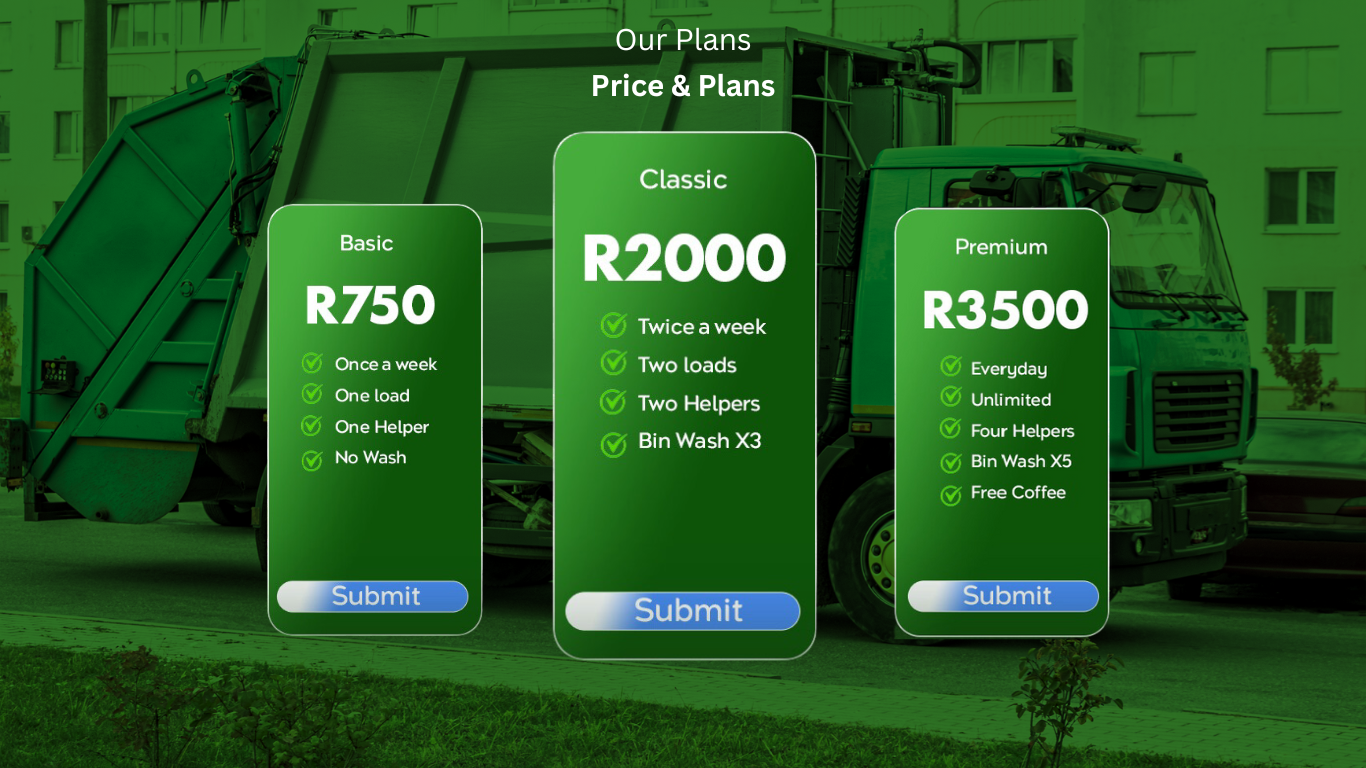 Our Plans
Price & Plans
Basic
R750
Once a week
One load
One Helper
No Wash
Submit
Classic
R2000
Twice a week
Two loads
Two Helpers
Bin Wash X3
Submit
Premium
R3500
Everyday
Unlimited
Four Helpers
Bin Wash X5
Free Coffee
Submit